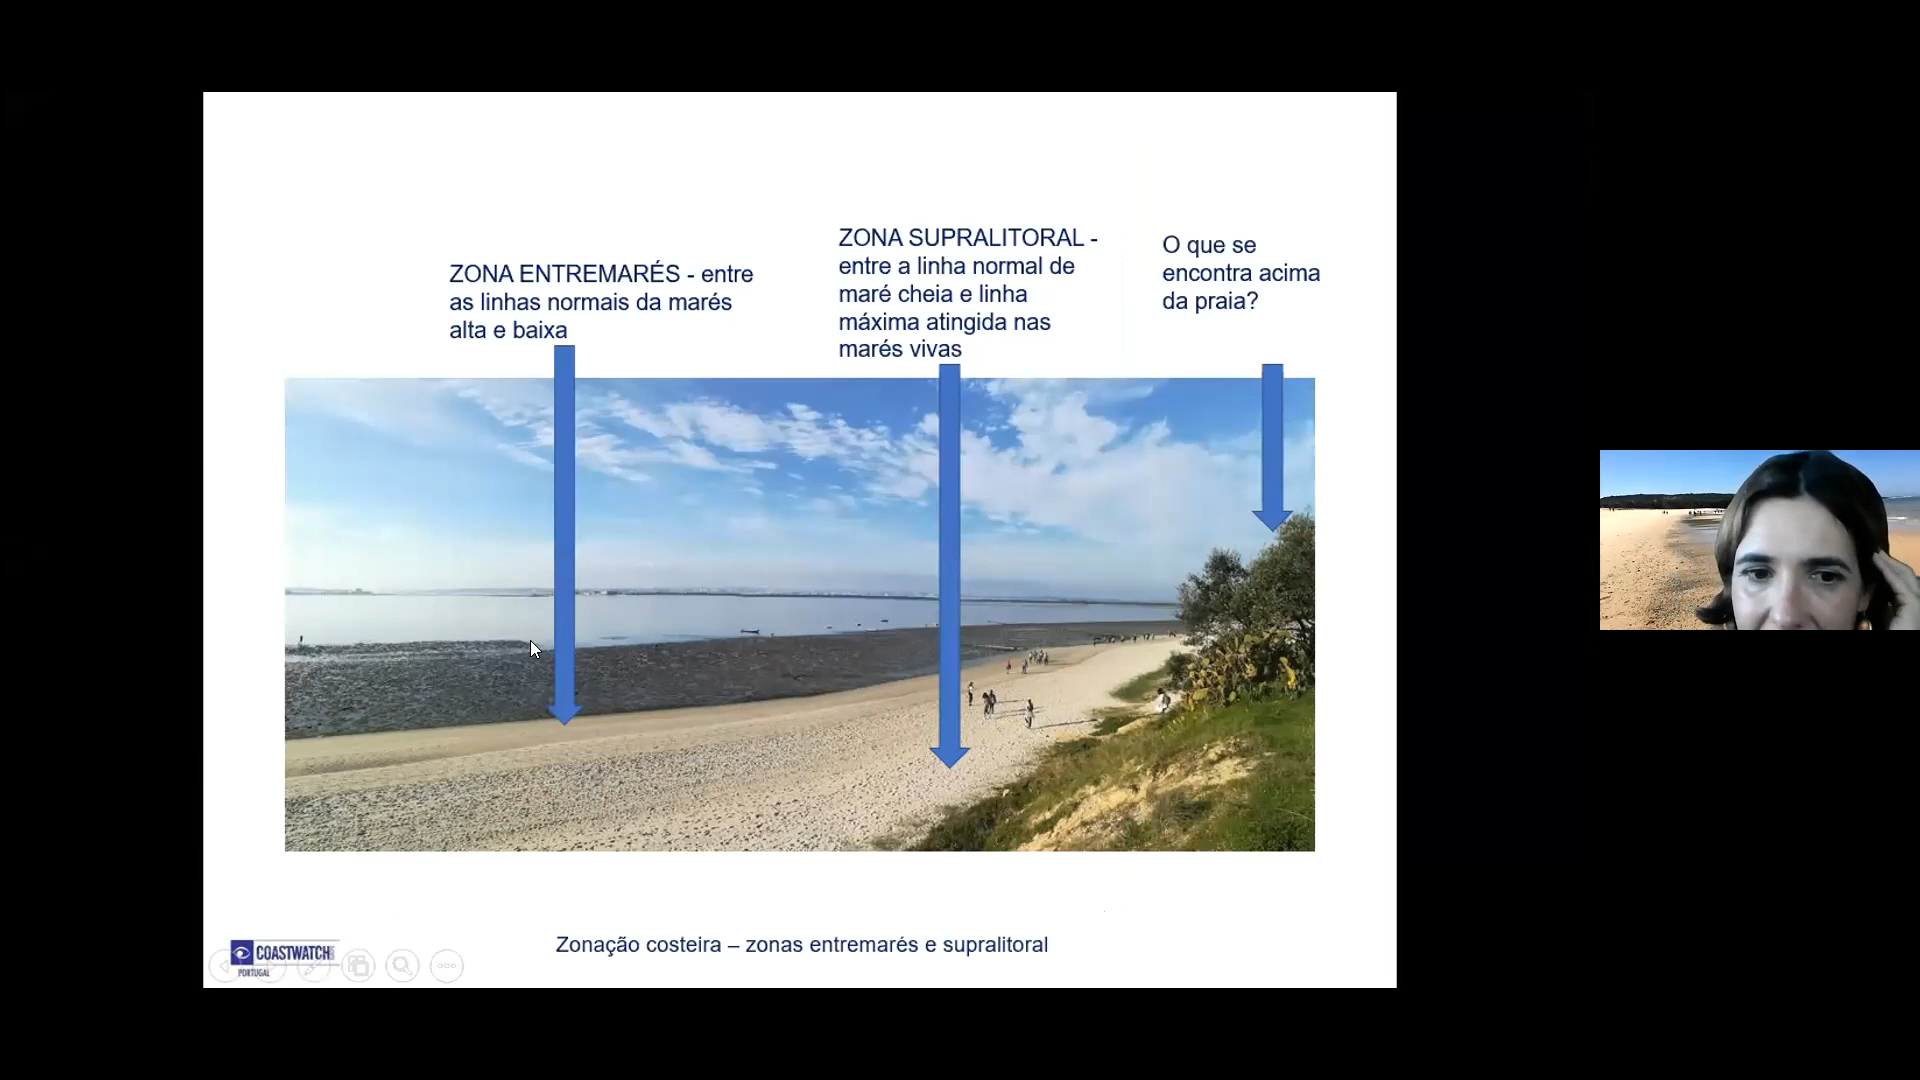 ZONA ENTREMARÉS - entre
as linhas normais da marés
alta e baixa
ZONA SUPRALITORAL -
entre a linha normal de
maré cheia e linha
máxima atingida nas
marés vivas
O que se
encontra acima
da praia?
COASTWATCH
PORTUGAL
Zonação costeira – zonas entremarés e supralitoral